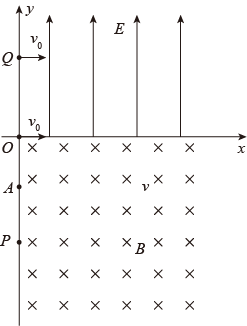 y
E
v₀
Q
v₀
O x
× × × × × ×
A × × × × v ×
× × × × × ×
P × × × × × ×
B
× × × × × ×
× × × × × ×